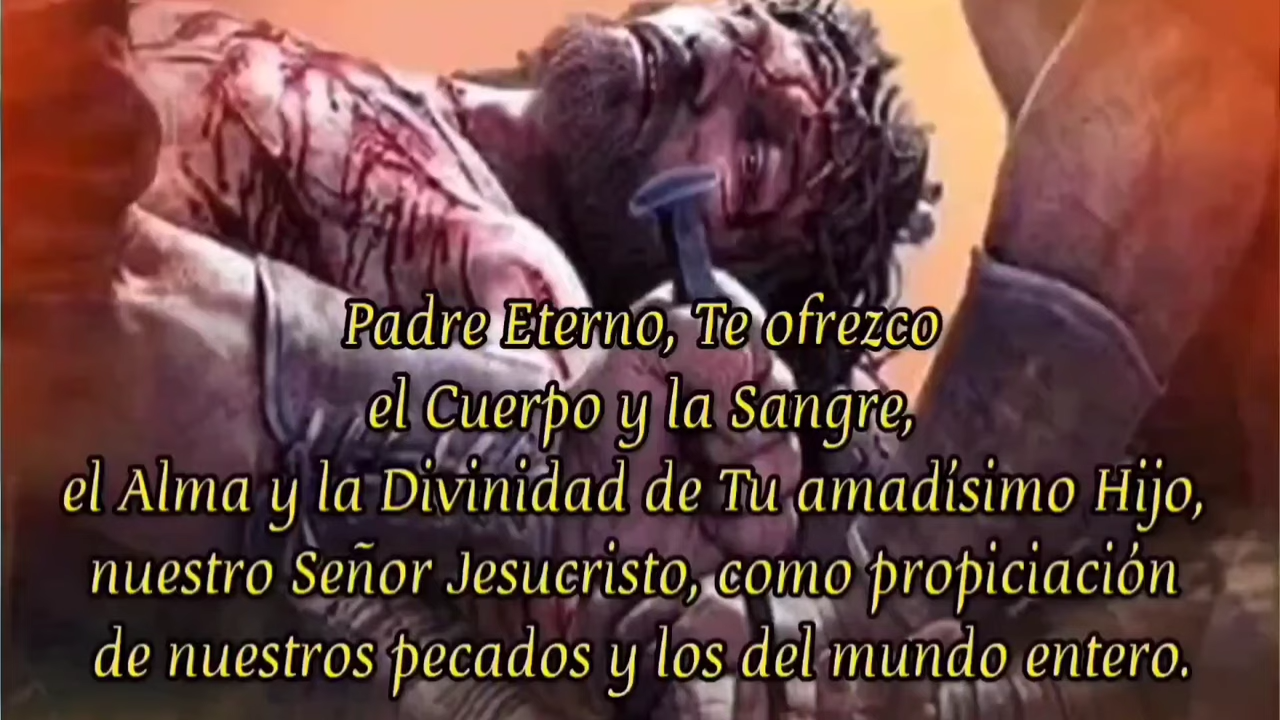 Padre Eterno, Te ofrezco
el Cuerpo y la Sangre,
el Alma y la Divinidad de Tu amadísimo Hijo,
nuestro Señor Jesucristo, como propiciación
de nuestros pecados y los del mundo entero.